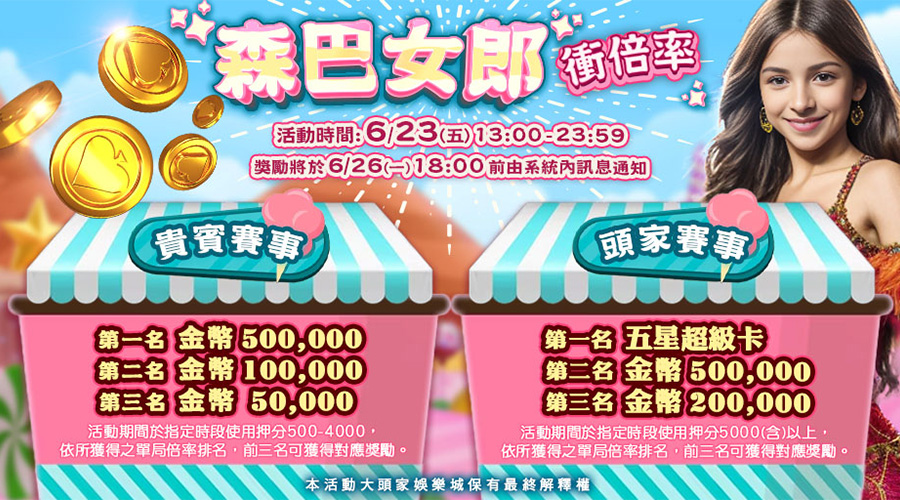 森巴女郎 衝倍率
活動時間:6/23(五)13:00-23:59
獎勵將於6/26(一)18:00前由系統內訊息通知
貴賓賽事
第一名 金幣 500,000
第二名 金幣 100,000
第三名 金幣 50,000
活動期間於指定時段使用押分500-4000，
依所獲得之單局倍率排名，前三名可獲得對應獎勵。
頭家賽事
第一名 五星超級卡
第二名 金幣 500,000
第三名 金幣 200,000
活動期間於指定時段使用押分5000(含)以上，
依所獲得之單局倍率排名，前三名可獲得對應獎勵。
本活動大頭家娛樂城保有最終解釋權